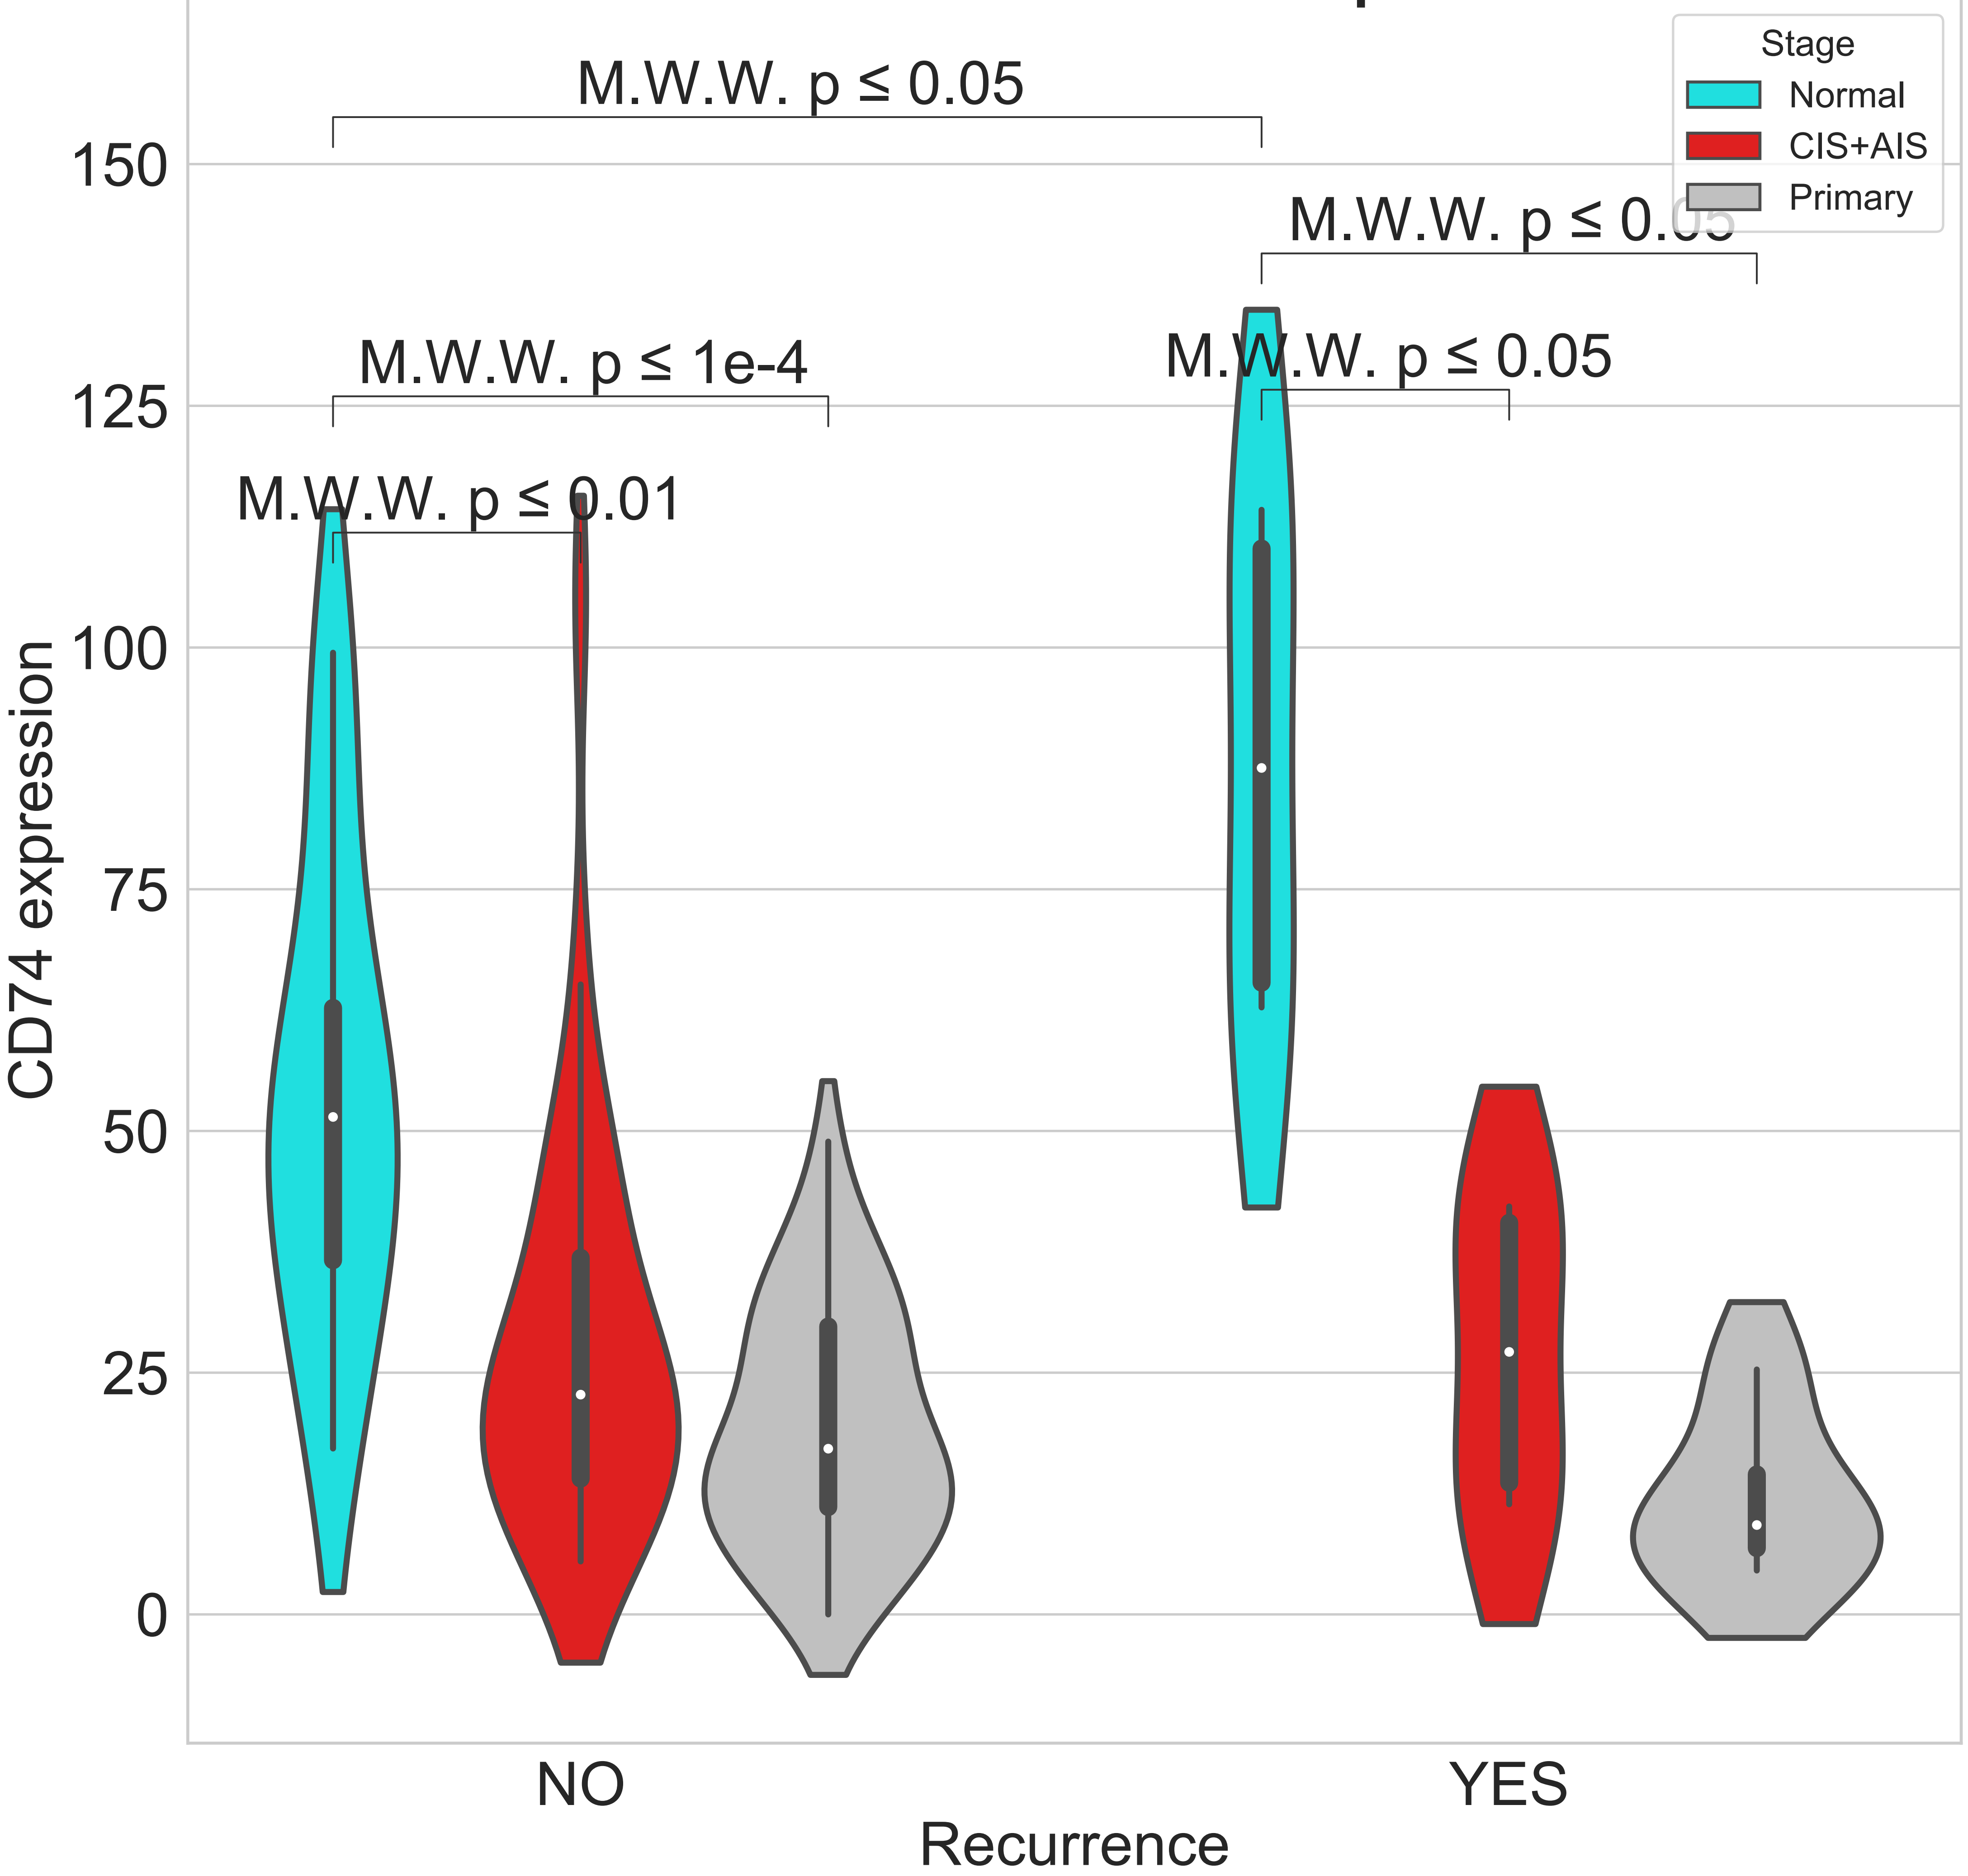 Stage
Normal
CIS+AIS
Primary
M.W.W. p ≤ 0.05
M.W.W. p ≤ 0.05
M.W.W. p ≤ 1e-4
M.W.W. p ≤ 0.05
M.W.W. p ≤ 0.01
CD74 expression
150
125
100
75
50
25
0
NO
YES
Recurrence